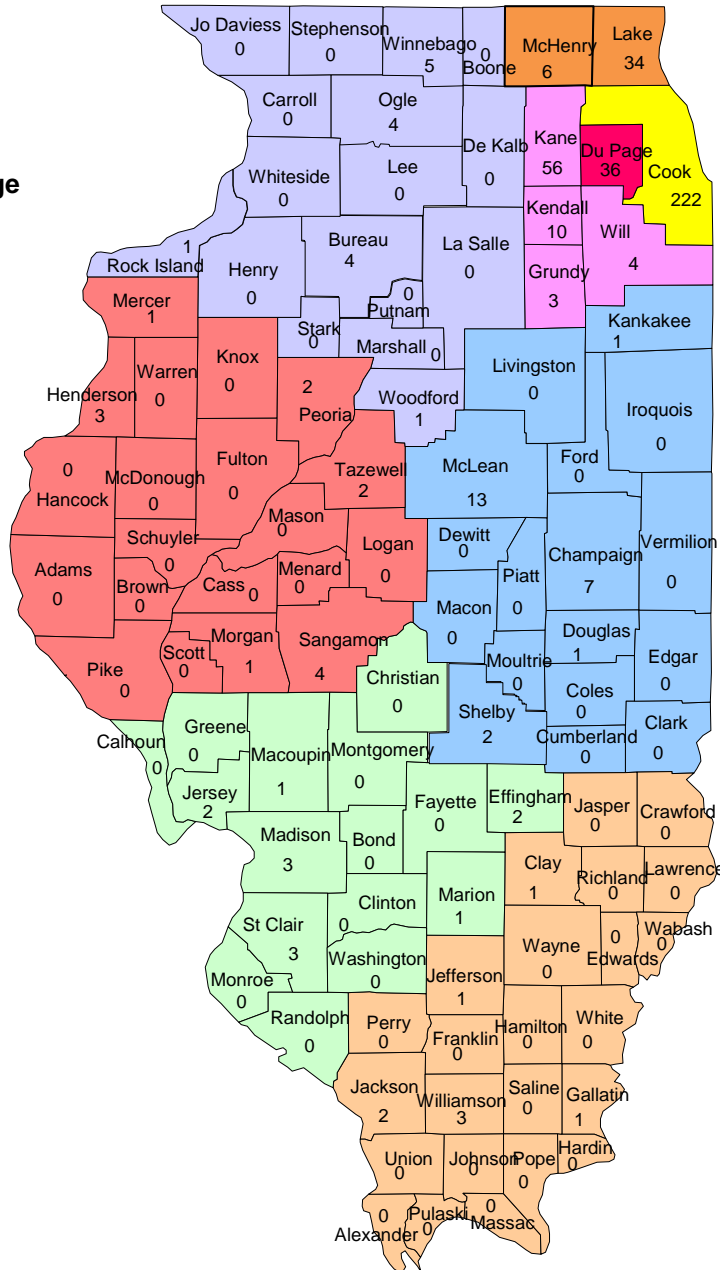 Jo Daviess
0
Stephenson
0
Winnebago
5
0
Boone
McHenry
6
Lake
34
Carroll
0
Ogle
4
De Kalb
0
Kane
56
Du Page
36
Cook
222
ge
Whiteside
0
Lee
0
Kendall
10
Will
4
1
Rock Island
Henry
0
Bureau
4
La Salle
0
Grundy
3
0
Putnam
Mercer
1
Stark
0
Marshall 0
Kankakee
1
Knox
0
Warren
0
Henderson
3
2
Peoria
Woodford
1
Livingston
0
Iroquois
0
0
Hancock
McDonough
0
Fulton
0
Tazewell
2
McLean
13
Ford
0
Mason
0
Schuyler
0
Logan
0
Dewitt
0
Champaign
7
Vermilion
0
Adams
0
Brown
0
Cass 0
Menard
0
Piatt
0
Macon
0
Morgan
1
Sangamon
4
Scott
0
Pike
0
Christian
0
Moultrie
0
Douglas
1
Edgar
0
Coles
0
Shelby
2
Cumberland
0
Clark
0
Calhoun
0
Greene
0
Macoupin
1
Montgomery
0
Jersey
2
Fayette
0
Effingham
2
Jasper
0
Crawford
0
Madison
3
Bond
0
Clay
1
Richland
0
Lawrence
0
Clinton
0
Marion
1
St Clair
3
Wayne
0
0
Edwards
Wabash
0
Washington
0
Monroe
0
Jefferson
1
Randolph
0
Perry
0
Franklin
0
Hamilton
0
White
0
Jackson
2
Williamson
3
Saline
0
Gallatin
1
Union
0
Johnson
0
Pope
0
Hardin
0
0
Alexander
Pulaski
0
0
Massac